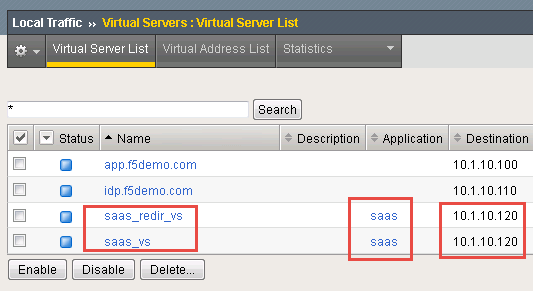 Local Traffic ›› Virtual Servers : Virtual Server List
Virtual Server List Virtual Address List Statistics
* Search
Status Name Description Application Destination
app.f5demo.com 10.1.10.100
idp.f5demo.com 10.1.10.110
saas_redir_vs saas 10.1.10.120
saas_vs saas 10.1.10.120
Enable Disable Delete...